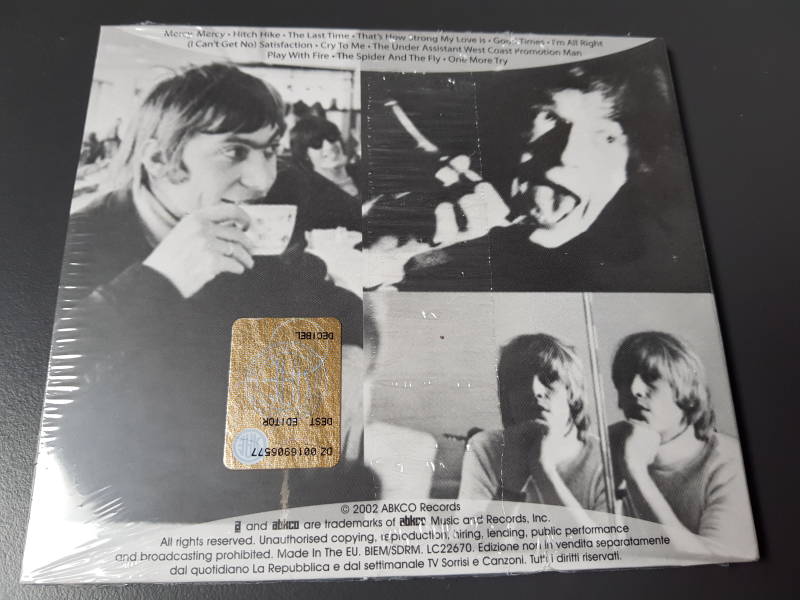 Mercy, Mercy • Hitch Hike • The Last Time • That's How Strong My Love is • Good Times • I'm All Right
(I Can't Get No) Satisfaction • Cry To Me • The Under Assistant West Coast Promotion Man
Play With Fire • The Spider And The Fly • One More Try
DECIBEL
DEST EDITOR
DZ 0016906577
SIAE
© 2002 ABKCO Records
a and abkco are trademarks of abkco Music and Records, Inc.
All rights reserved. Unauthorised copying, reproduction, hiring, lending, public performance
and broadcasting prohibited. Made In The EU. BIEM/SDRM. LC22670. Edizione non in vendita separatamente
dal quotidiano La Repubblica e dal settimanale TV Sorrisi e Canzoni. Tutti i diritti riservati.